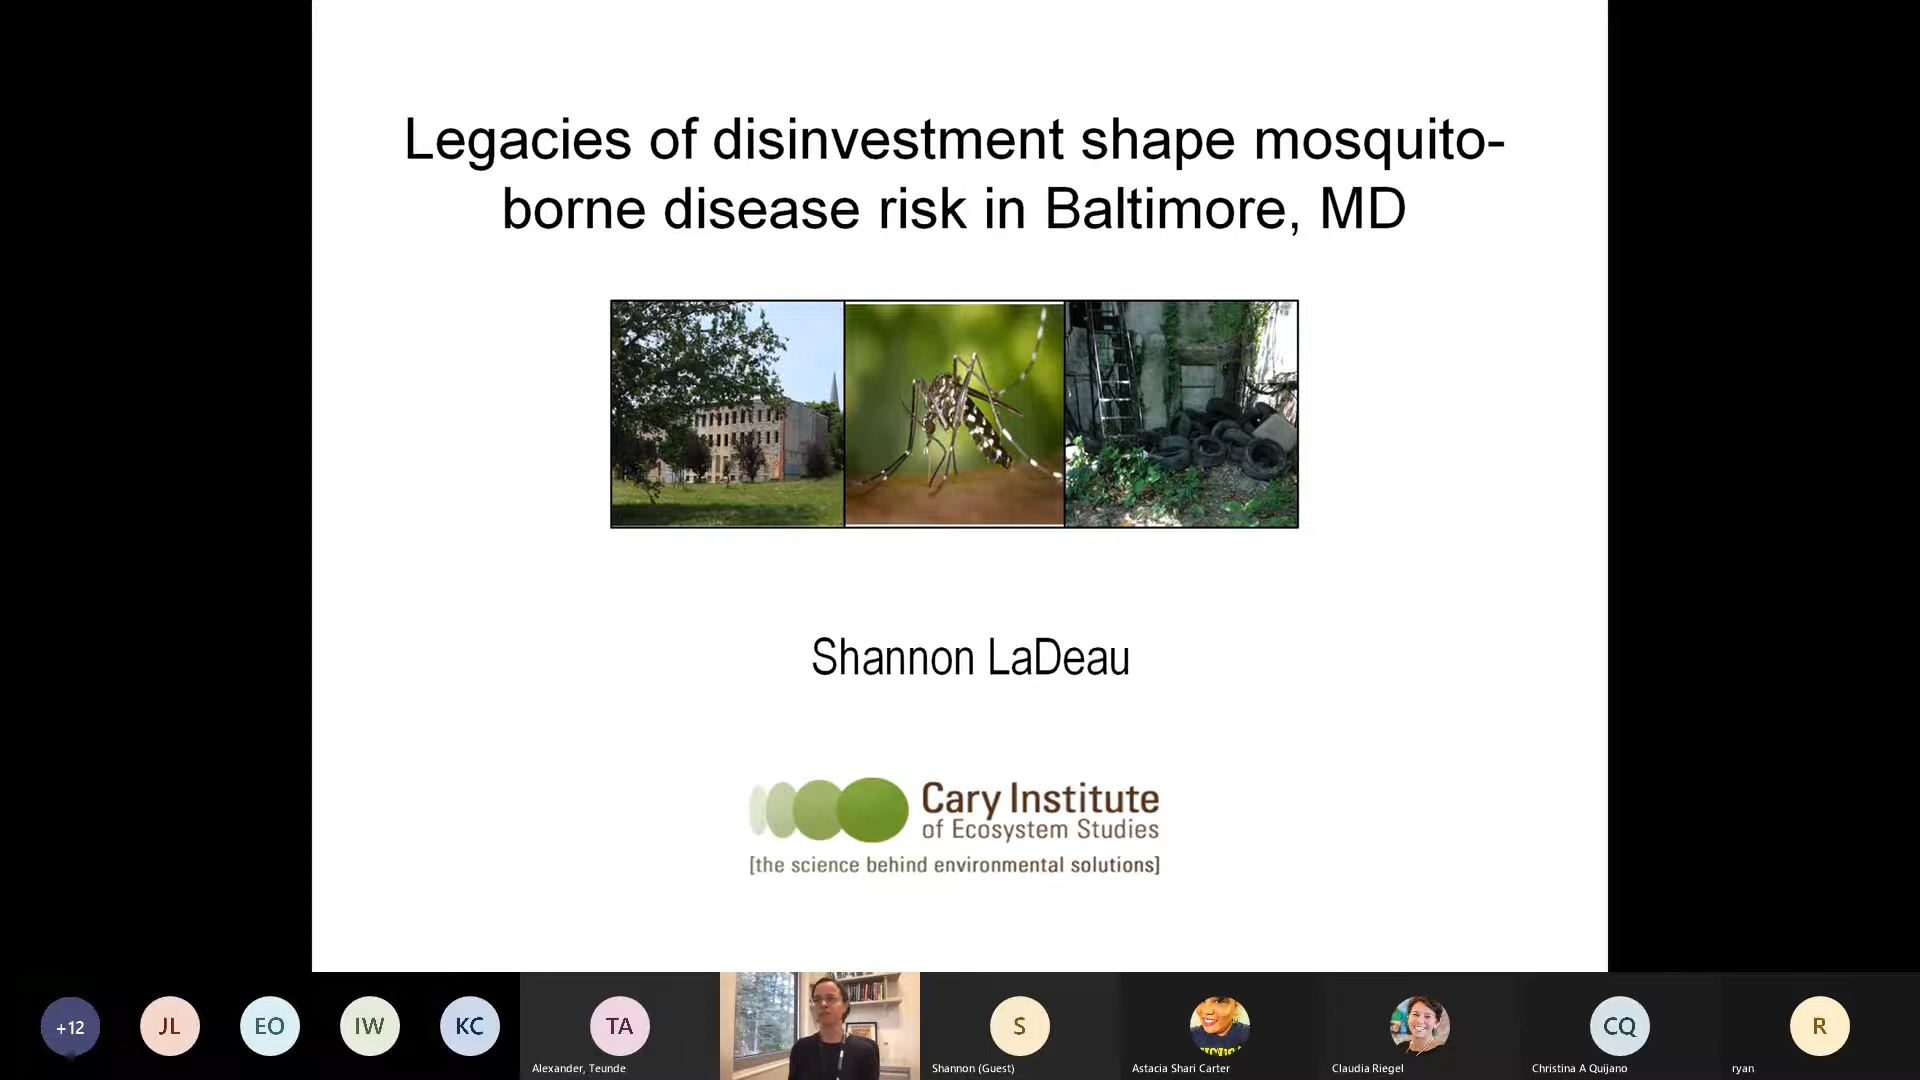 Legacies of disinvestment shape mosquito-
borne disease risk in Baltimore, MD
Shannon LaDeau
Cary Institute
of Ecosystem Studies
[the science behind environmental solutions]
+12
JL
EO
IW
KC
TA
Alexander, Teunde
S
Shannon (Guest)
Astacia Shari Carter
Claudia Riegel
CQ
Christina A Quijano
R
ryan